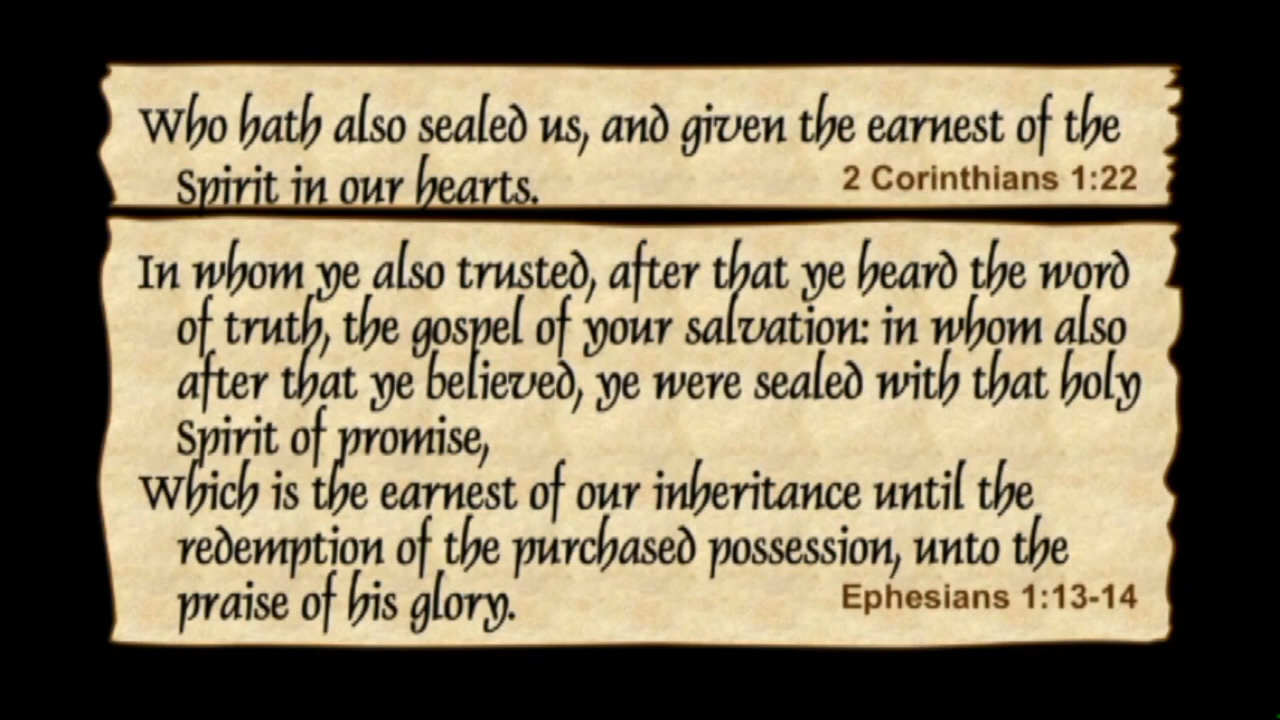 Who hath also sealed us, and given the earnest of the
Spirit in our hearts.
2 Corinthians 1:22
In whom ye also trusted, after that ye heard the word
of truth, the gospel of your salvation: in whom also
after that ye believed, ye were sealed with that holy
Spirit of promise,
Which is the earnest of our inheritance until the
redemption of the purchased possession, unto the
praise of his glory.
Ephesians 1:13-14